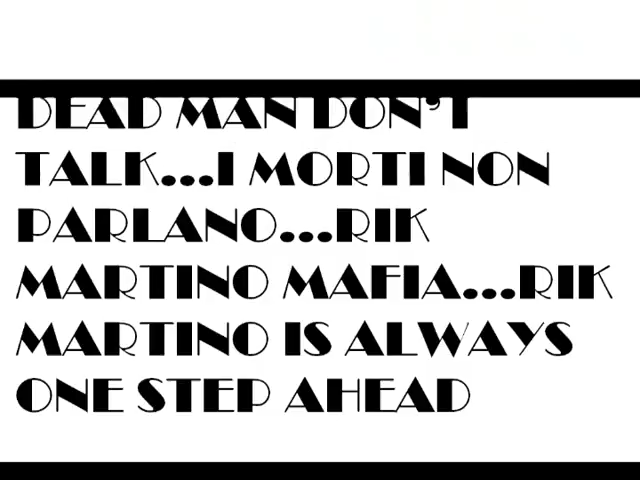 DEAD MAN DON'T
TALK...I MORTI NON
PARLANO...RIK
MARTINO MAFIA...RIK
MARTINO IS ALWAYS
ONE STEP AHEAD